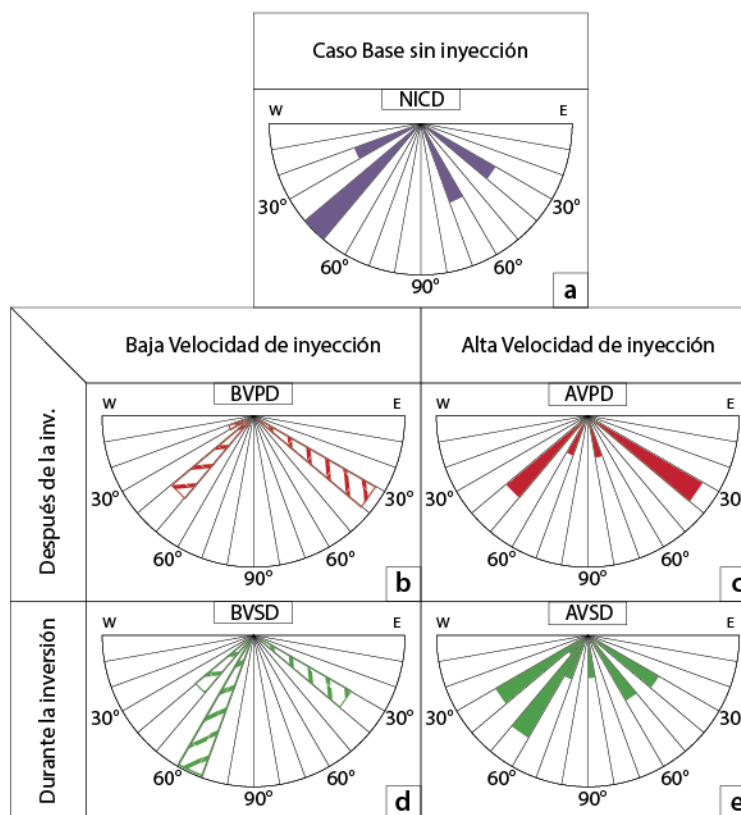 Caso Base sin inyección
NICD
W E
30° 30°
60° 60°
90°
a
Baja Velocidad de inyección
Alta Velocidad de inyección
Después de la inv.
BVPD
W E
30° 30°
60° 60°
90°
b
AVPD
W E
30° 30°
60° 60°
90°
c
Durante la inversión
BVSD
W E
30° 30°
60° 60°
90°
d
AVSD
W E
30° 30°
60° 60°
90°
e